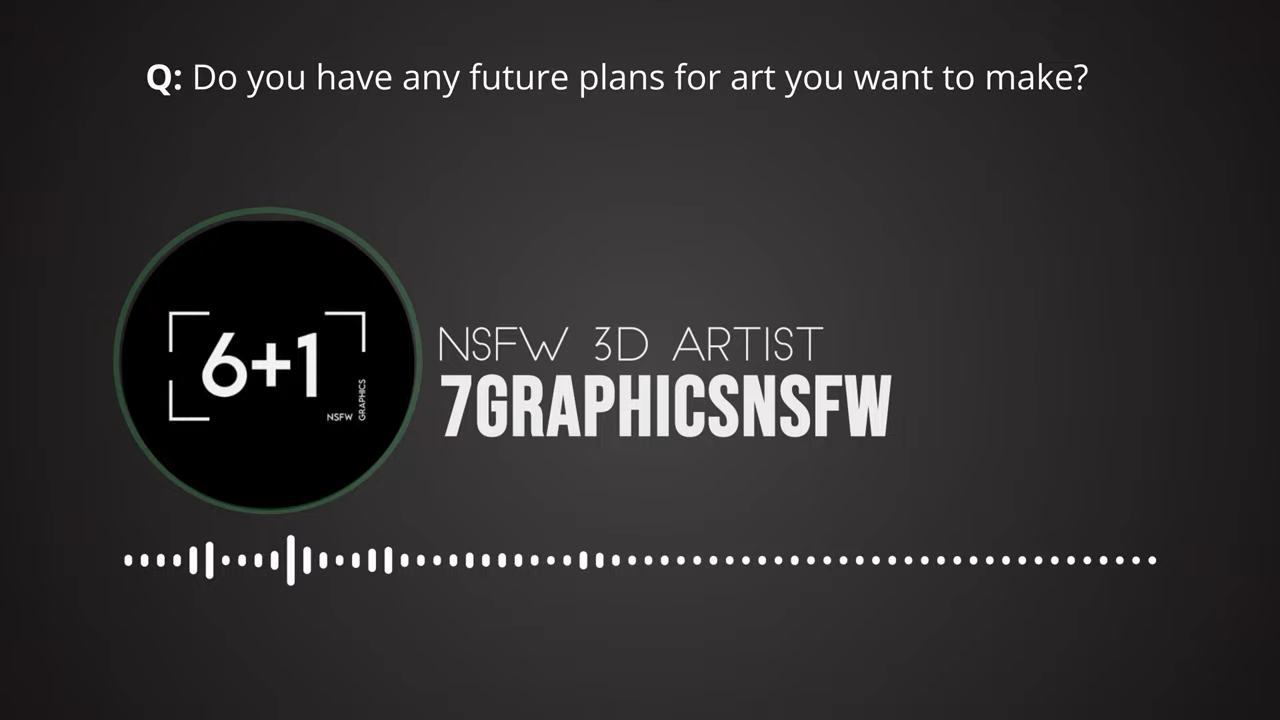 Q: Do you have any future plans for art you want to make?
6+1
NSFW
GRAPHICS
NSFW 3D ARTIST
7GRAPHICSNSFW